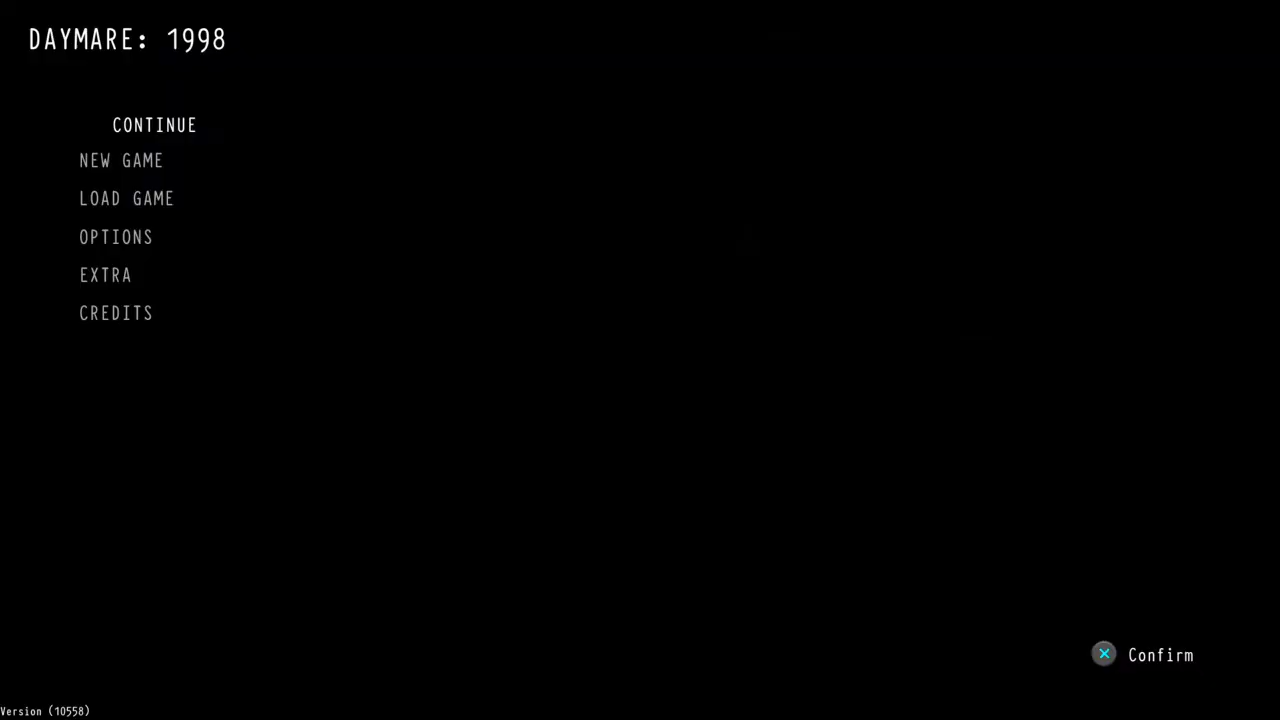 DAYMARE: 1998
CONTINUE
NEW GAME
LOAD GAME
OPTIONS
EXTRA
CREDITS
Confirm
Version (10558)